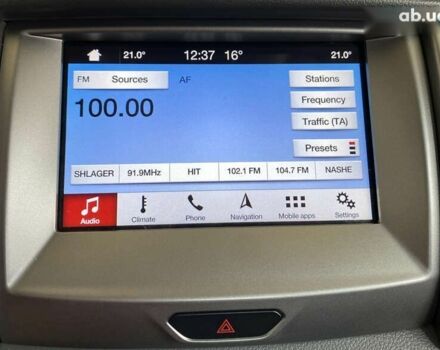 ab.ua
21.0° 12:37 16° 21.0°
FM Sources AF Stations
100.00
Frequency
Traffic (TA)
Presets
SHLAGER 91.9MHz HIT 102.1 FM 104.7 FM NASHE
Audio Climate Phone Navigation Mobile apps Settings